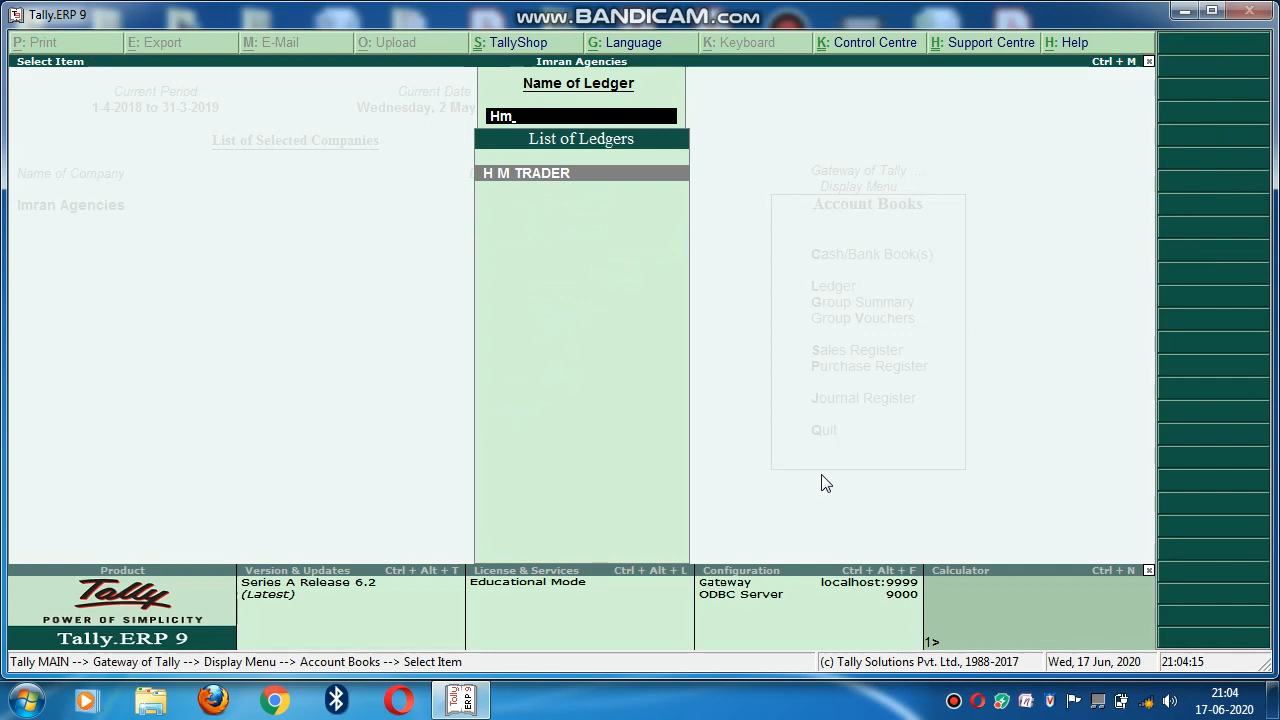 Tally.ERP 9
www.BANDICAM.com
P: Print
E: Export
M: E-Mail
O: Upload
S: TallyShop
G: Language
K: Keyboard
K: Control Centre
H: Support Centre
H: Help
Select Item
Imran Agencies
Ctrl + M
Current Period
1-4-2018 to 31-3-2019
Current Date
Wednesday, 2 May
List of Selected Companies
Name of Company
Imran Agencies
Name of Ledger
Hm_
List of Ledgers
H M TRADER
Gateway of Tally ....
Display Menu ....
Account Books
Cash/Bank Book(s)
Ledger
Group Summary
Group Vouchers
Sales Register
Purchase Register
Journal Register
Quit
Product
Tally
POWER OF SIMPLICITY
Tally.ERP 9
Version & Updates Ctrl + Alt + T
Series A Release 6.2
(Latest)
License & Services Ctrl + Alt + L
Educational Mode
Configuration Ctrl + Alt + F
Gateway localhost:9999
ODBC Server 9000
Calculator Ctrl + N
1>
Tally MAIN --> Gateway of Tally --> Display Menu --> Account Books --> Select Item
(c) Tally Solutions Pvt. Ltd., 1988-2017
Wed, 17 Jun, 2020
21:04:15
Tally
ERP 9
21:04
17-06-2020